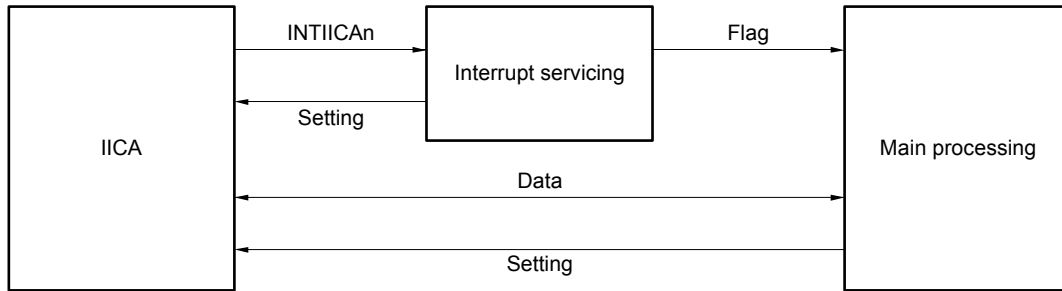 INTIICAn
Flag
Interrupt servicing
Setting
IICA
Main processing
Data
Setting